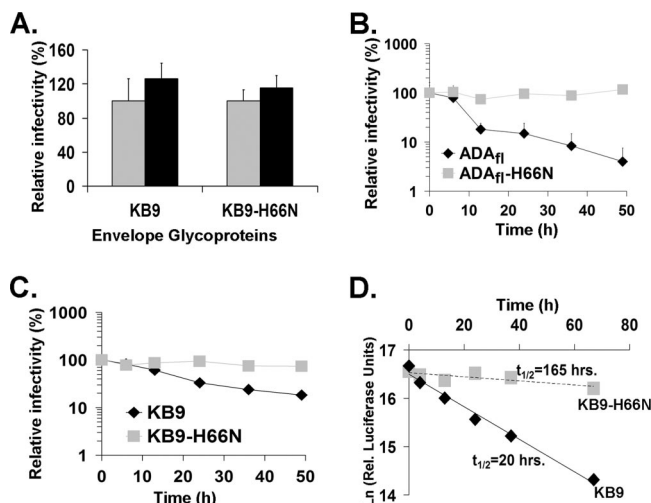 A.
Relative infectivity (%)
160
120
80
40
0
KB9
KB9-H66N
Envelope Glycoproteins
B.
Relative infectivity (%)
1000
100
10
1
ADAfl
ADAfl-H66N
0 10 20 30 40 50
Time (h)
C.
Relative infectivity (%)
1000
100
10
1
KB9
KB9-H66N
0 10 20 30 40 50
Time (h)
D.
Time (h)
0 20 40 60 80
(Rel. Luciferase Units)
17
16
15
14
t1/2=165 hrs.
KB9-H66N
t1/2=20 hrs.
KB9